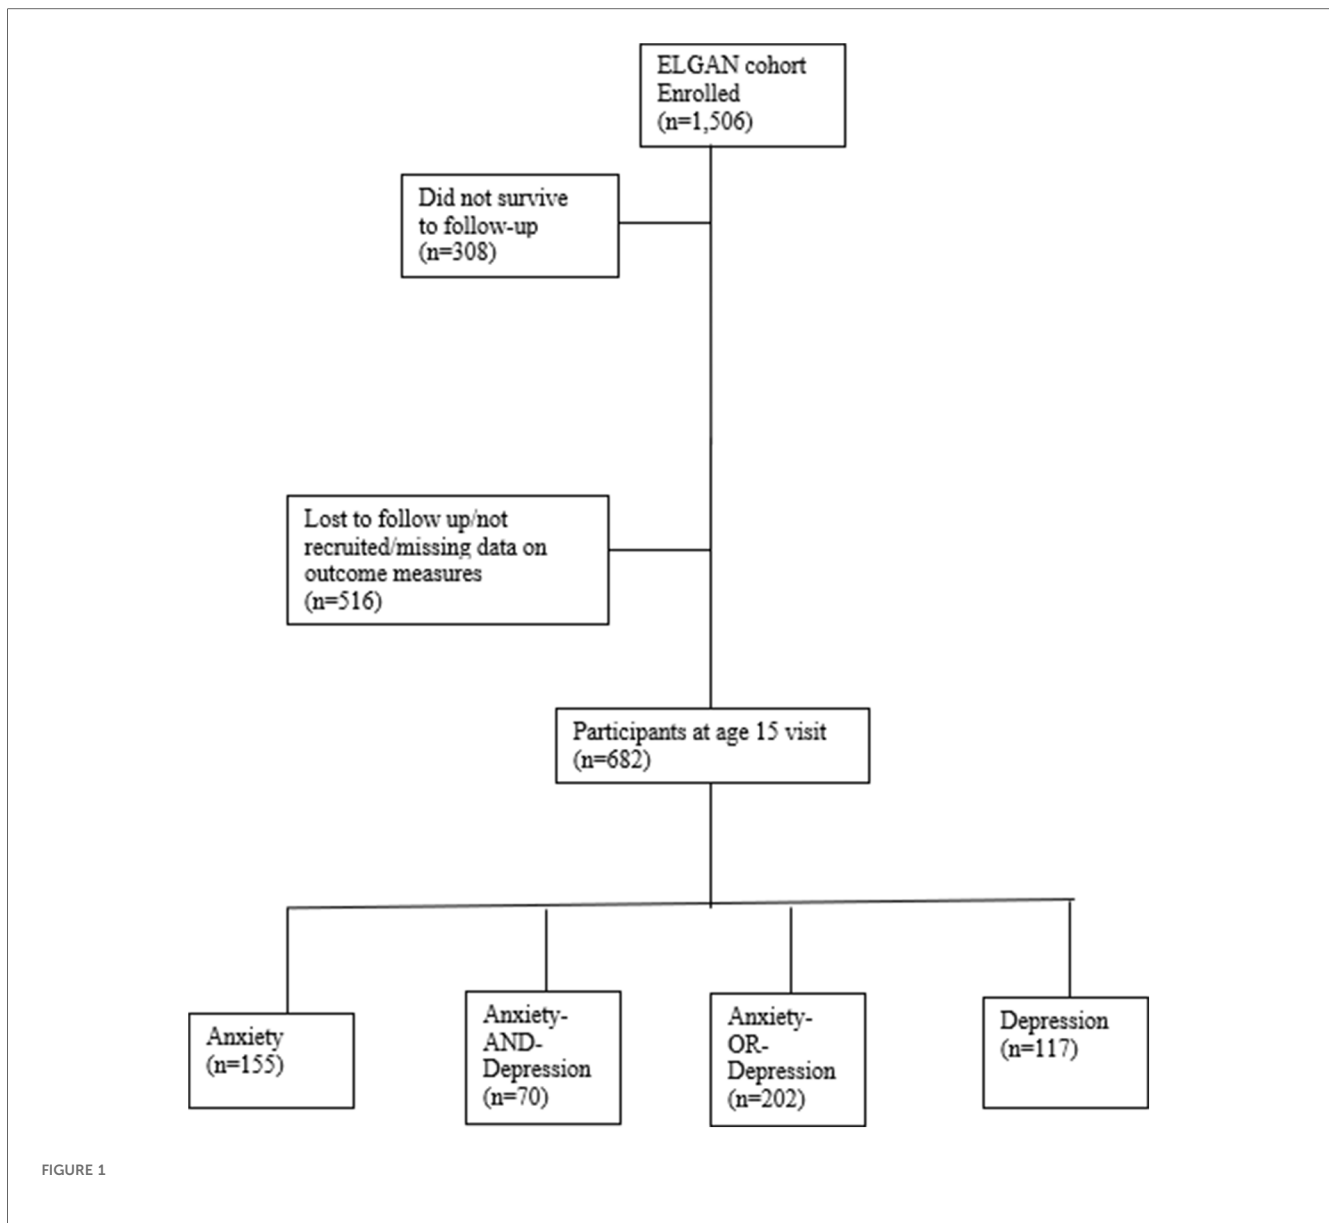 ELGAN cohort
Enrolled
(n=1,506)
Did not survive
to follow-up
(n=308)
Lost to follow up/not
recruited/missing data on
outcome measures
(n=516)
Participants at age 15 visit
(n=682)
Anxiety
(n=155)
Anxiety-
AND-
Depression
(n=70)
Anxiety-
OR-
Depression
(n=202)
Depression
(n=117)
FIGURE 1